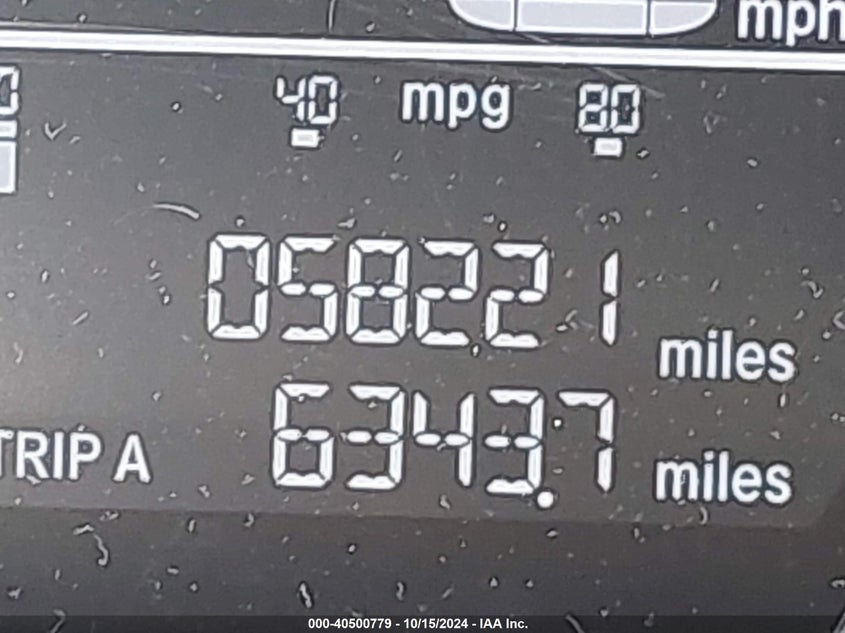 mph
40 mpg 80
058221 miles
TRIP A 6343.7 miles
000-40500779 - 10/15/2024 - IAA Inc.